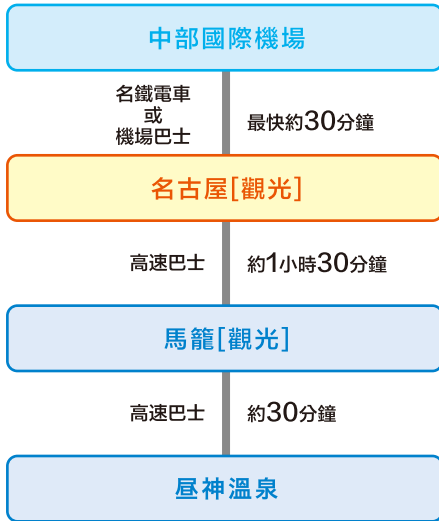 中部國際機場
名鐵電車
或
機場巴士
最快約30分鐘
名古屋[觀光]
高速巴士
約1小時30分鐘
馬籠[觀光]
高速巴士
約30分鐘
昼神溫泉